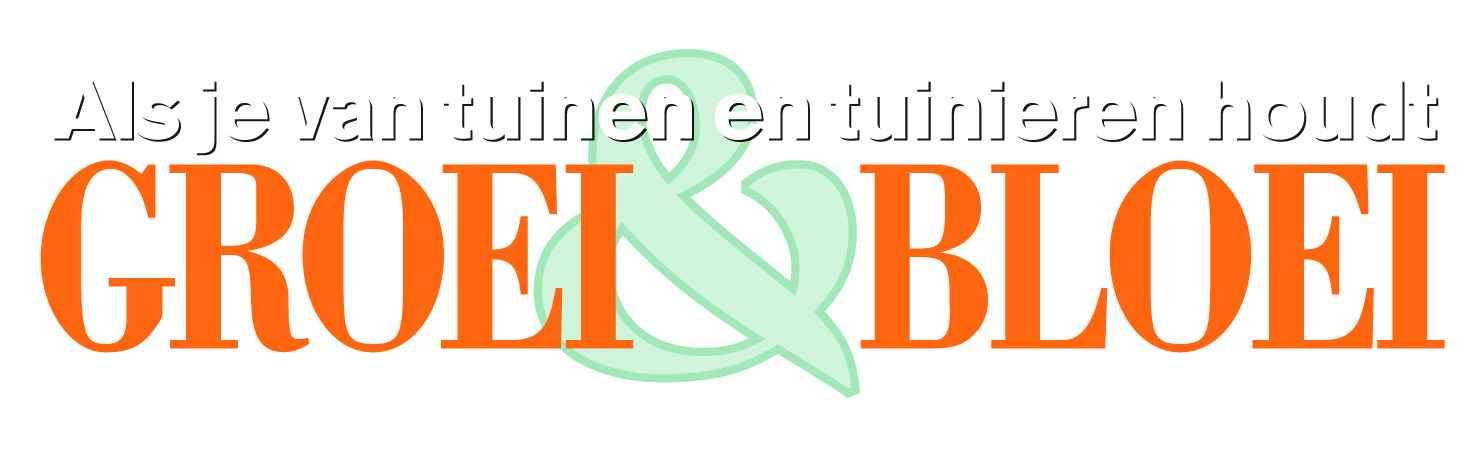 Als je van tuinen en tuinieren houdt
GROEI & BLOEI